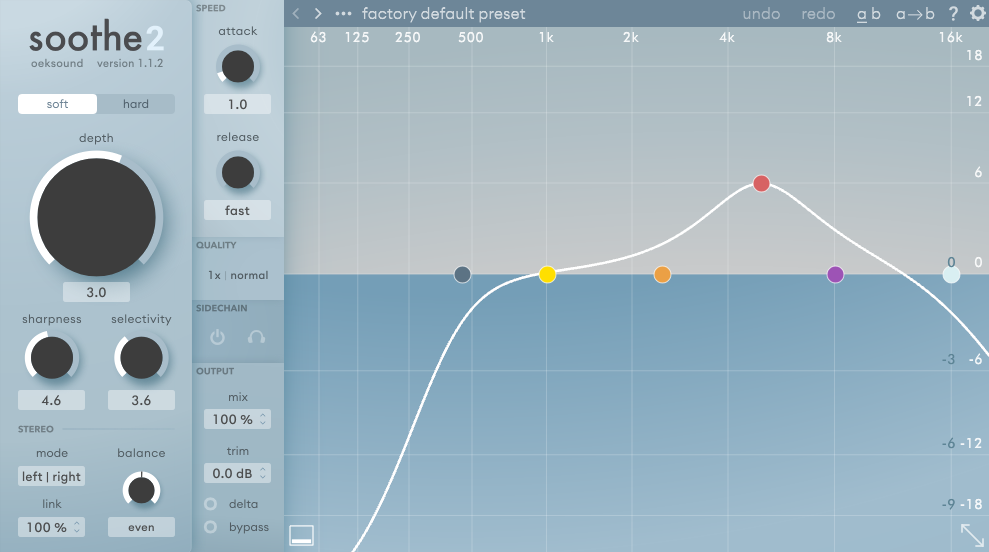 soothe2
oeksound version 1.1.2
soft hard
depth
3.0
sharpness selectivity
4.6 3.6
STEREO
mode balance
left | right
link
100 % even
SPEED
attack
1.0
release
fast
QUALITY
1x | normal
SIDECHAIN
OUTPUT
mix
100 %
trim
0.0 dB
delta
bypass
< > ••• factory default preset undo redo a b a→b ?
63 125 250 500 1k 2k 4k 8k 16k
18
12
6
0 0
-3 -6
-6 -12
-9 -18